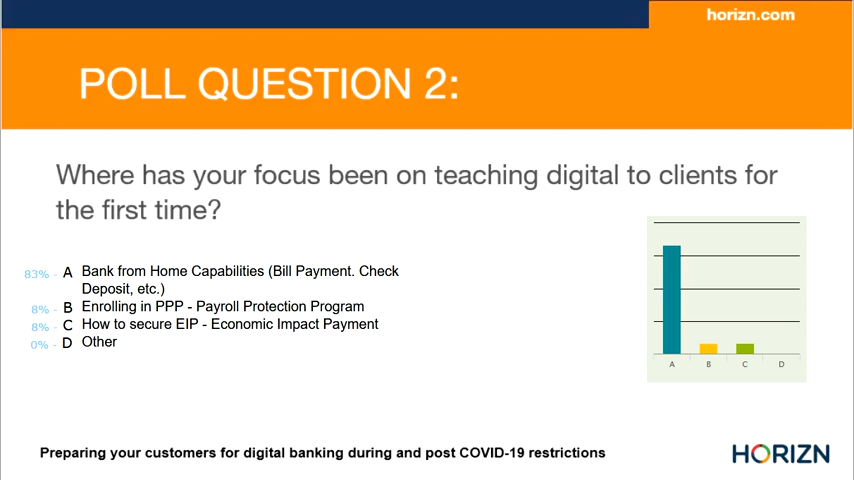 horizn.com
POLL QUESTION 2:
Where has your focus been on teaching digital to clients for
the first time?
83% - A Bank from Home Capabilities (Bill Payment. Check
Deposit, etc.)
8% - B Enrolling in PPP - Payroll Protection Program
8% - C How to secure EIP - Economic Impact Payment
0% - D Other
A B C D
Preparing your customers for digital banking during and post COVID-19 restrictions
HORIZN